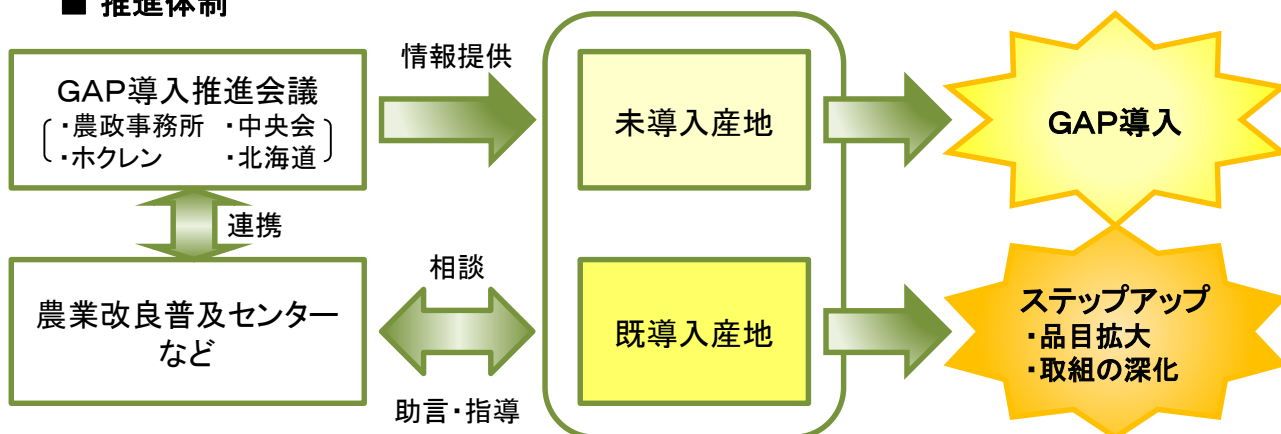 ■ 推進体制
GAP導入推進会議
・農政事務所 ・中央会
・ホクレン ・北海道
情報提供
未導入産地
GAP導入
連携
農業改良普及センター
など
相談
助言・指導
既導入産地
ステップアップ
・品目拡大
・取組の深化